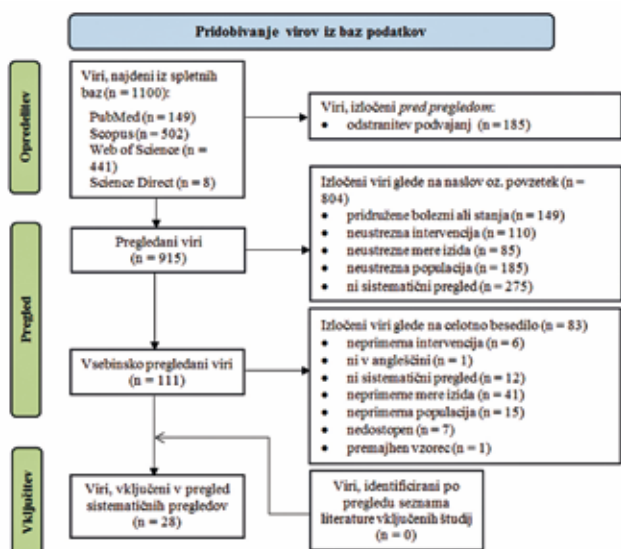 Pridobivanje virov iz baz podatkov
Opredelitev
Viri, najdeni iz spletnih
baz (n = 1100):
PubMed (n = 149)
Scopus (n = 502)
Web of Science (n =
441)
Science Direct (n = 8)
Viri, izločeni pred pregledom:
• odstranitev podvajanj (n = 185)
Pregled
Pregledani viri
(n = 915)
Izločeni viri glede na naslov oz. povzetek (n =
804)
• pridružene bolezni ali stanja (n = 149)
• neustrezna intervencija (n = 110)
• neustrezne mere izida (n = 85)
• neustrezna populacija (n = 185)
• ni sistematični pregled (n = 275)
Vsebinsko pregledani viri
(n = 111)
Izločeni viri glede na celotno besedilo (n = 83)
• neprimerna intervencija (n = 6)
• ni v angleščini (n = 1)
• ni sistematični pregled (n = 12)
• neprimerne mere izida (n = 41)
• neprimerna populacija (n = 15)
• nedostopen (n = 7)
• premajhen vzorec (n = 1)
Vključitev
Viri, vključeni v pregled
sistematičnih pregledov
(n = 28)
Viri, identificirani po
pregledu seznama
literature vključenih študij
(n = 0)